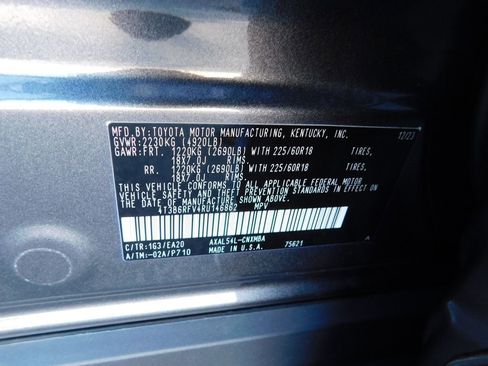 MFD.BY:TOYOTA MOTOR MANUFACTURING, KENTUCKY, INC. 12/23
GVWR:2230KG (4920LB)
GAWR:FRT. 1220KG (2690LB) WITH 225/60R18 TIRES,
18X7.0J RIMS.
RR. 1220KG (2690LB) WITH 225/60R18 TIRES,
18X7.0J RIMS.
THIS VEHICLE CONFORMS TO ALL APPLICABLE FEDERAL MOTOR
VEHICLE SAFETY AND THEFT PREVENTION STANDARDS IN EFFECT ON
THE DATE OF MANUFACTURE SHOWN ABOVE.
4T3B6RFV4RU146862 MPV
C/TR:1G3/EA20 AXAL54L-CNXMBA
A/TM:-02A/P710 MADE IN U.S.A. 75621